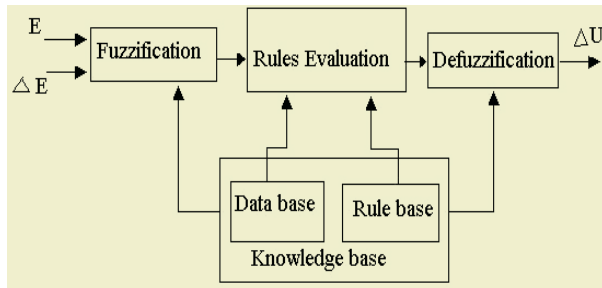 E
△ E
Fuzzification
Rules Evaluation
Defuzzification
△U
Data base
Rule base
Knowledge base